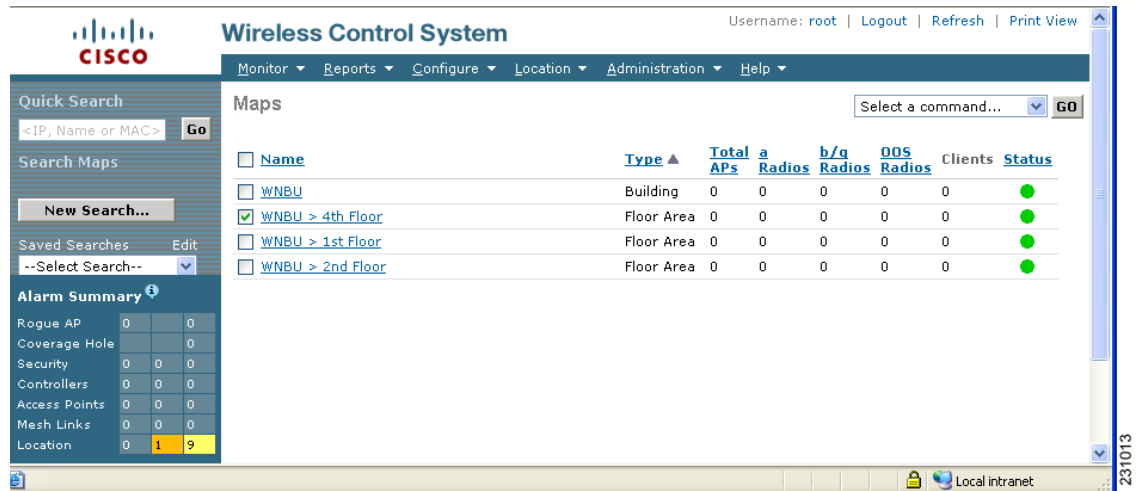 Username: root | Logout | Refresh | Print View
CISCO
Wireless Control System
Monitor Reports Configure Location Administration Help
Quick Search
<IP, Name or MAC> Go
Search Maps
New Search...
Saved Searches Edit
--Select Search--
Alarm Summary
Rogue AP 0 0
Coverage Hole 0
Security 0 0 0
Controllers 0 0 0
Access Points 0 0 0
Mesh Links 0 0 0
Location 0 1 9
Maps
Select a command... GO
Name Type Total APs a Radios b/g Radios OOS Radios Clients Status
WNBU Building 0 0 0 0 0
WNBU > 4th Floor Floor Area 0 0 0 0 0
WNBU > 1st Floor Floor Area 0 0 0 0 0
WNBU > 2nd Floor Floor Area 0 0 0 0 0
Local intranet
231013